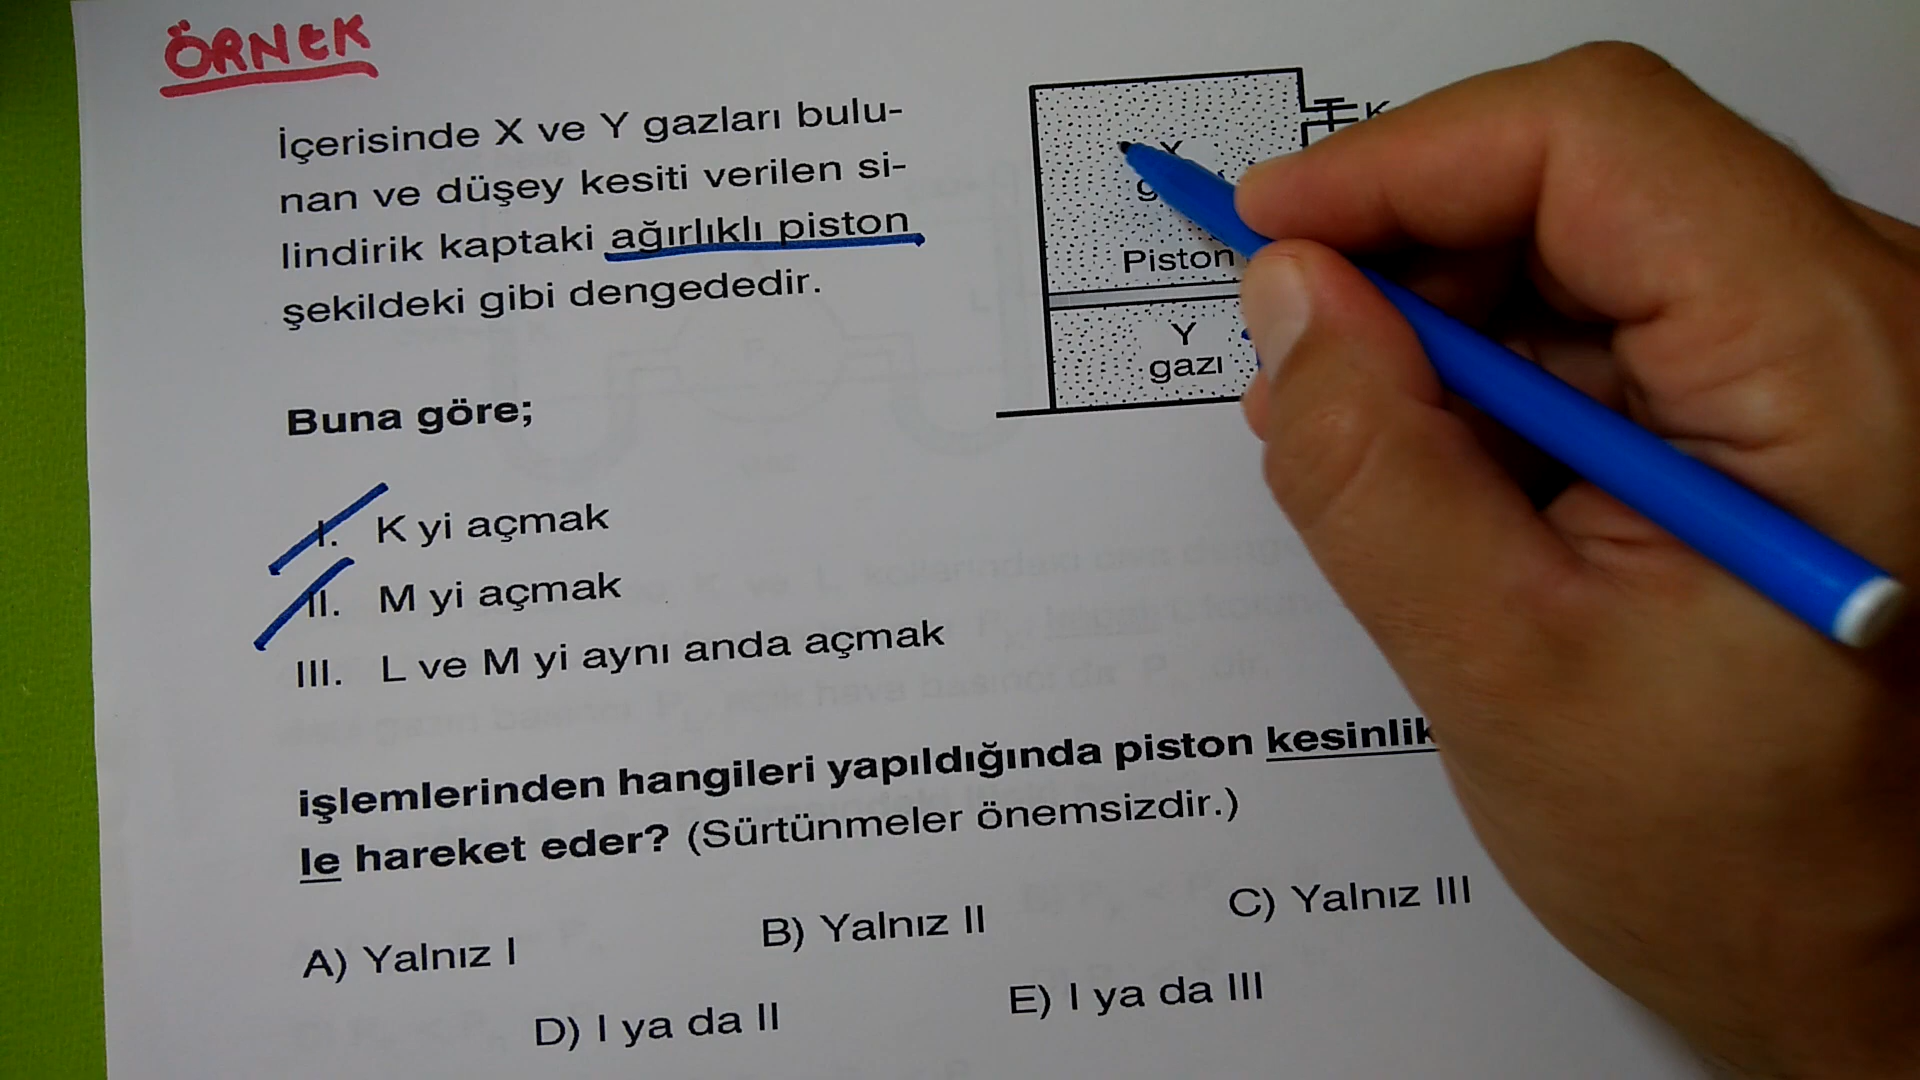 ÖRNEK
İçerisinde X ve Y gazları bulu-
nan ve düşey kesiti verilen si-
lindirik kaptaki ağırlıklı piston
şekildeki gibi dengededir.
K
X
Piston
Y
gazı
Buna göre;
I. K yi açmak
II. M yi açmak
III. L ve M yi aynı anda açmak
işlemlerinden hangileri yapıldığında piston kesinlik
le hareket eder? (Sürtünmeler önemsizdir.)
A) Yalnız I
B) Yalnız II
C) Yalnız III
D) I ya da II
E) I ya da III